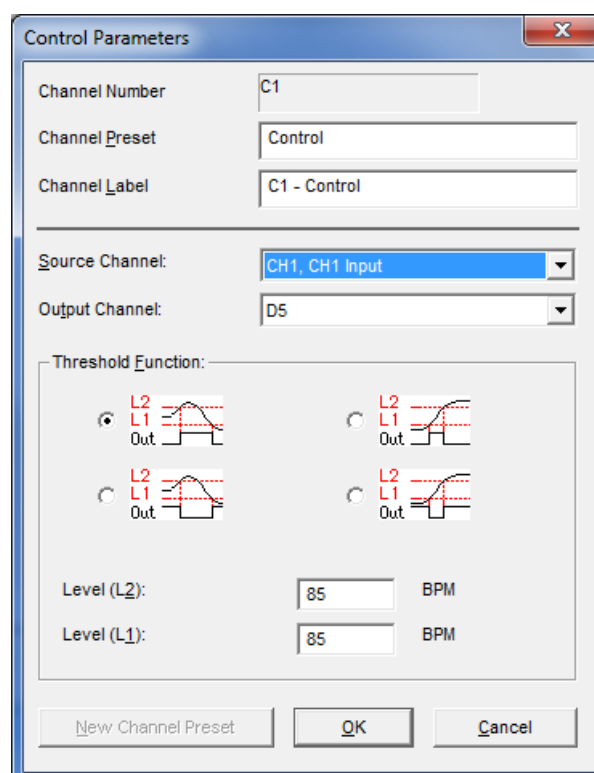 Control Parameters
Channel Number C1
Channel Preset Control
Channel Label C1 - Control
Source Channel: CH1, CH1 Input
Output Channel: D5
Threshold Function:
L2 L2
L1 L1
Out Out
L2 L2
L1 L1
Out Out
Level (L2): 85 BPM
Level (L1): 85 BPM
New Channel Preset OK Cancel